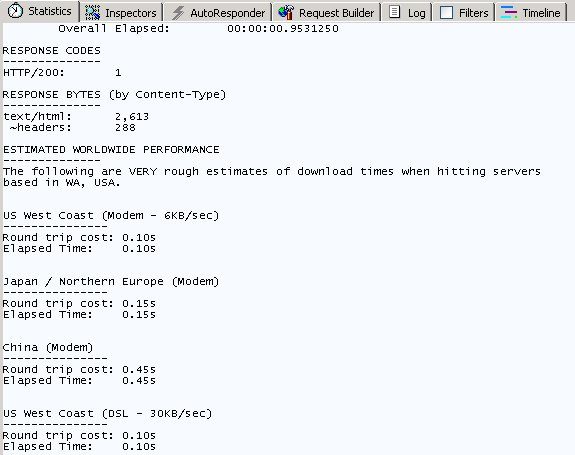 Statistics Inspectors AutoResponder Request Builder Log Filters Timeline
Overall Elapsed: 00:00:00.9531250
RESPONSE CODES
--------------
HTTP/200: 1
RESPONSE BYTES (by Content-Type)
--------------
text/html: 2,613
~headers: 288
ESTIMATED WORLDWIDE PERFORMANCE
--------------
The following are VERY rough estimates of download times when hitting servers
based in WA, USA.
US West Coast (Modem - 6KB/sec)
---------------
Round trip cost: 0.10s
Elapsed Time: 0.10s
Japan / Northern Europe (Modem)
---------------
Round trip cost: 0.15s
Elapsed Time: 0.15s
China (Modem)
---------------
Round trip cost: 0.45s
Elapsed Time: 0.45s
US West Coast (DSL - 30KB/sec)
---------------
Round trip cost: 0.10s
Elapsed Time: 0.10s